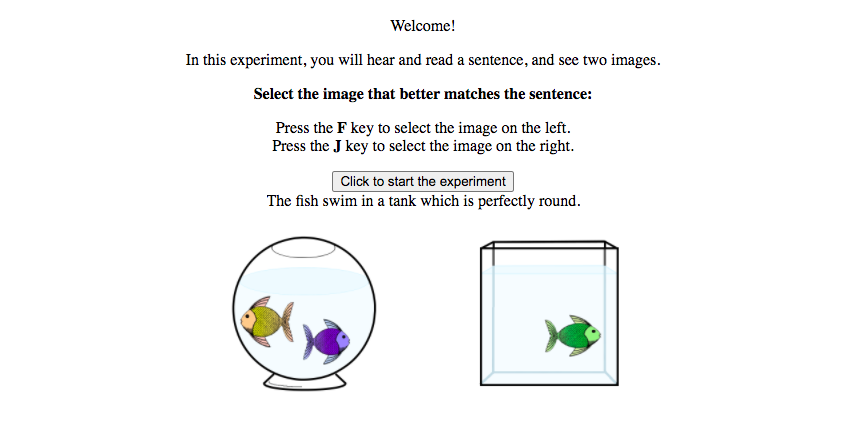 Welcome!
In this experiment, you will hear and read a sentence, and see two images.
Select the image that better matches the sentence:
Press the F key to select the image on the left.
Press the J key to select the image on the right.
Click to start the experiment
The fish swim in a tank which is perfectly round.